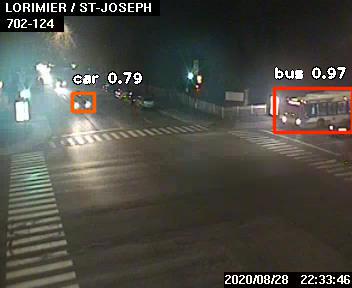 LORIMIER / ST-JOSEPH
702-124
car 0.79
bus 0.97
2020/08/28 22:33:46